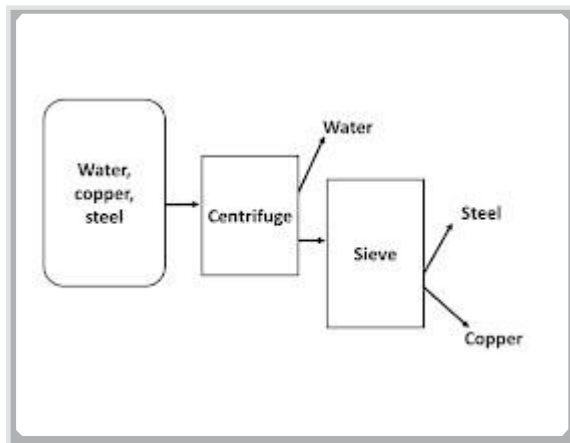 Water,
copper,
steel
Centrifuge
Water
Sieve
Steel
Copper